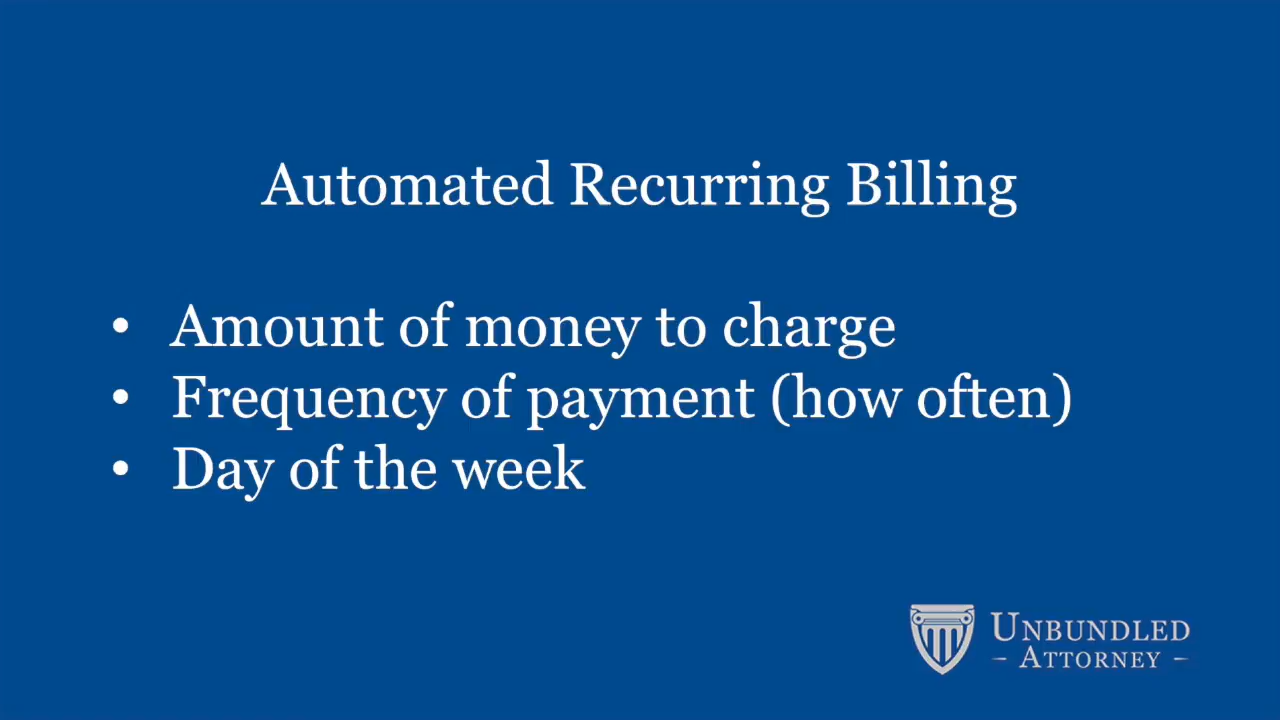 Automated Recurring Billing
• Amount of money to charge
• Frequency of payment (how often)
• Day of the week
UNBUNDLED
- ATTORNEY -